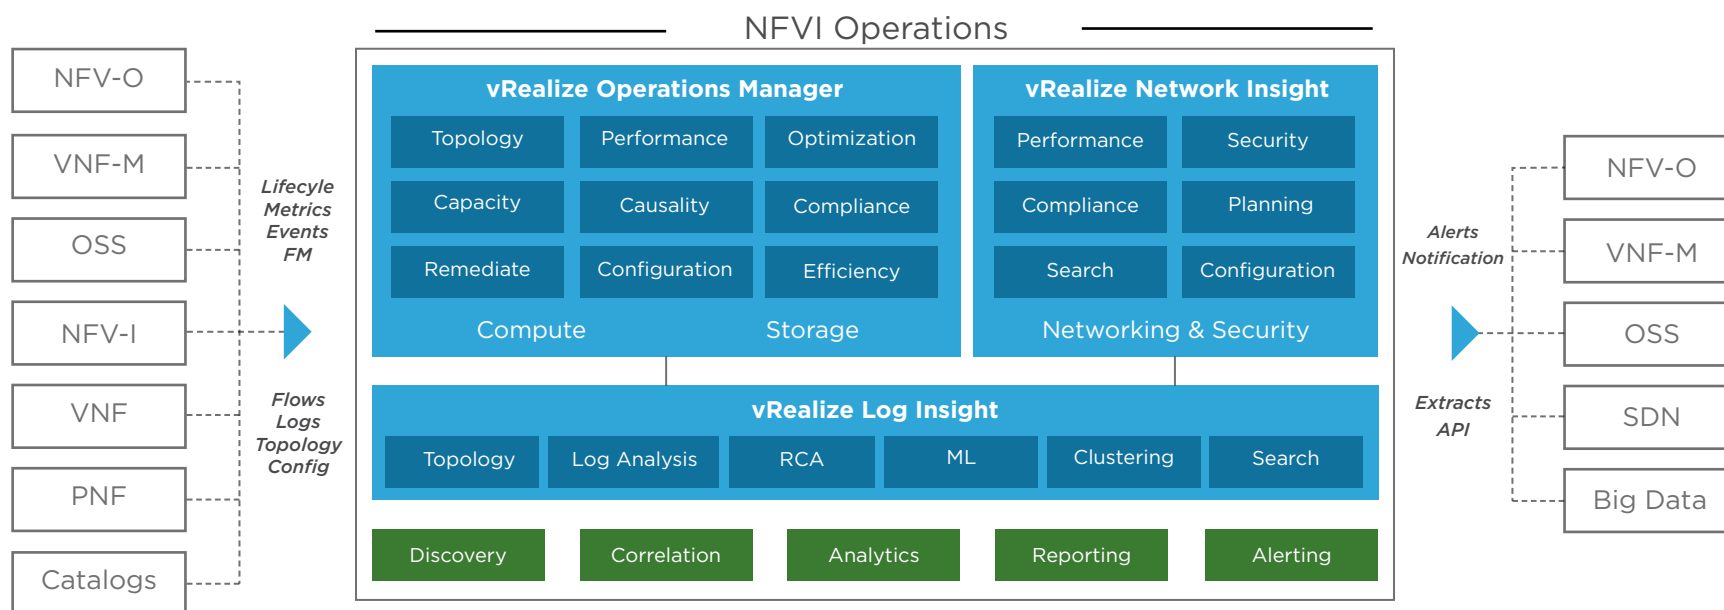 NFVI Operations
NFV-O
VNF-M
OSS
NFV-I
VNF
PNF
Catalogs
Lifecyle
Metrics
Events
FM
Flows
Logs
Topology
Config
vRealize Operations Manager
Topology
Performance
Optimization
Capacity
Causality
Compliance
Remediate
Configuration
Efficiency
Compute
Storage
vRealize Network Insight
Performance
Security
Compliance
Planning
Search
Configuration
Networking & Security
vRealize Log Insight
Topology
Log Analysis
RCA
ML
Clustering
Search
Discovery
Correlation
Analytics
Reporting
Alerting
Alerts
Notification
Extracts
API
NFV-O
VNF-M
OSS
SDN
Big Data